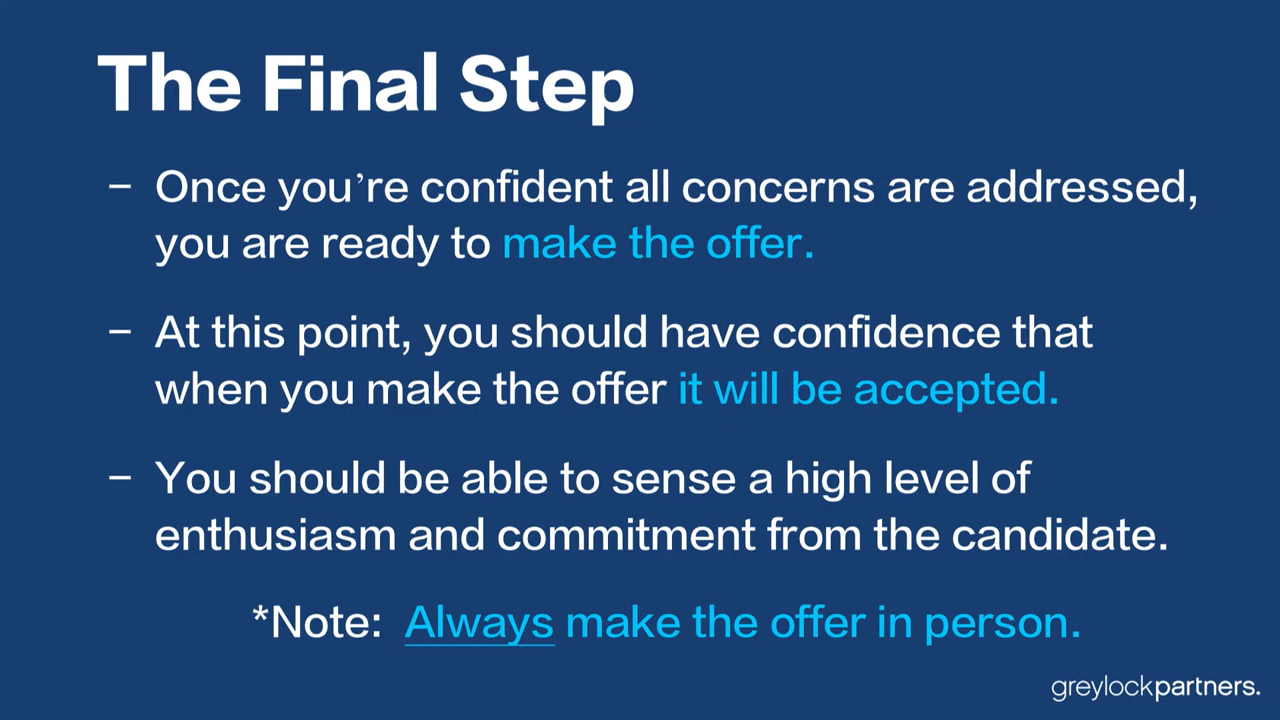 The Final Step
– Once you’re confident all concerns are addressed,
you are ready to make the offer.
– At this point, you should have confidence that
when you make the offer it will be accepted.
– You should be able to sense a high level of
enthusiasm and commitment from the candidate.
*Note: Always make the offer in person.
greylockpartners.